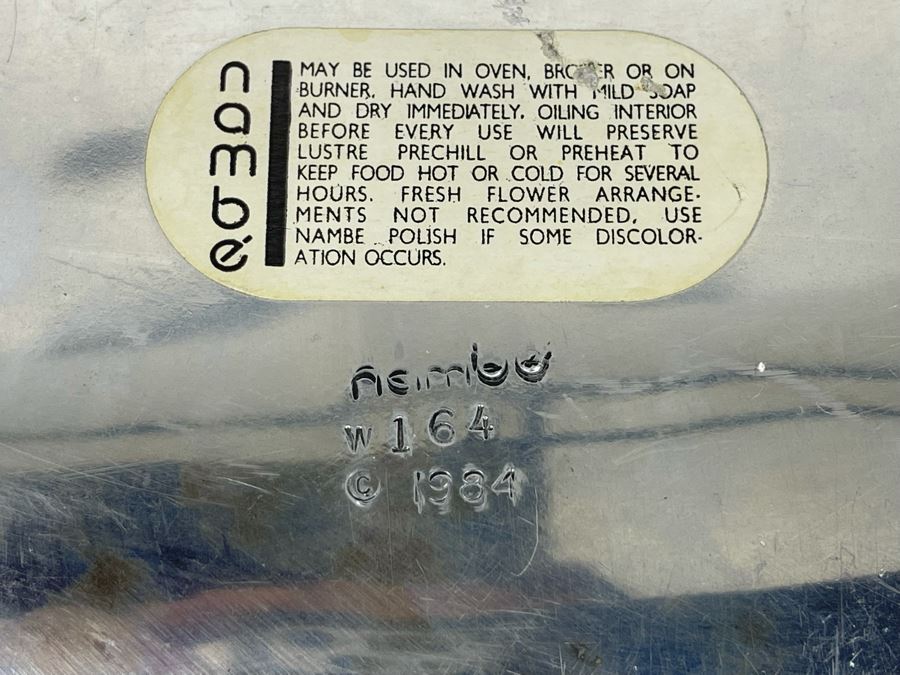 nambé
MAY BE USED IN OVEN, BROILER OR ON
BURNER. HAND WASH WITH MILD SOAP
AND DRY IMMEDIATELY. OILING INTERIOR
BEFORE EVERY USE WILL PRESERVE
LUSTRE PRECHILL OR PREHEAT TO
KEEP FOOD HOT OR COLD FOR SEVERAL
HOURS. FRESH FLOWER ARRANGE-
MENTS NOT RECOMMENDED. USE
NAMBE POLISH IF SOME DISCOLOR-
ATION OCCURS.
nambé
W 164
© 1984